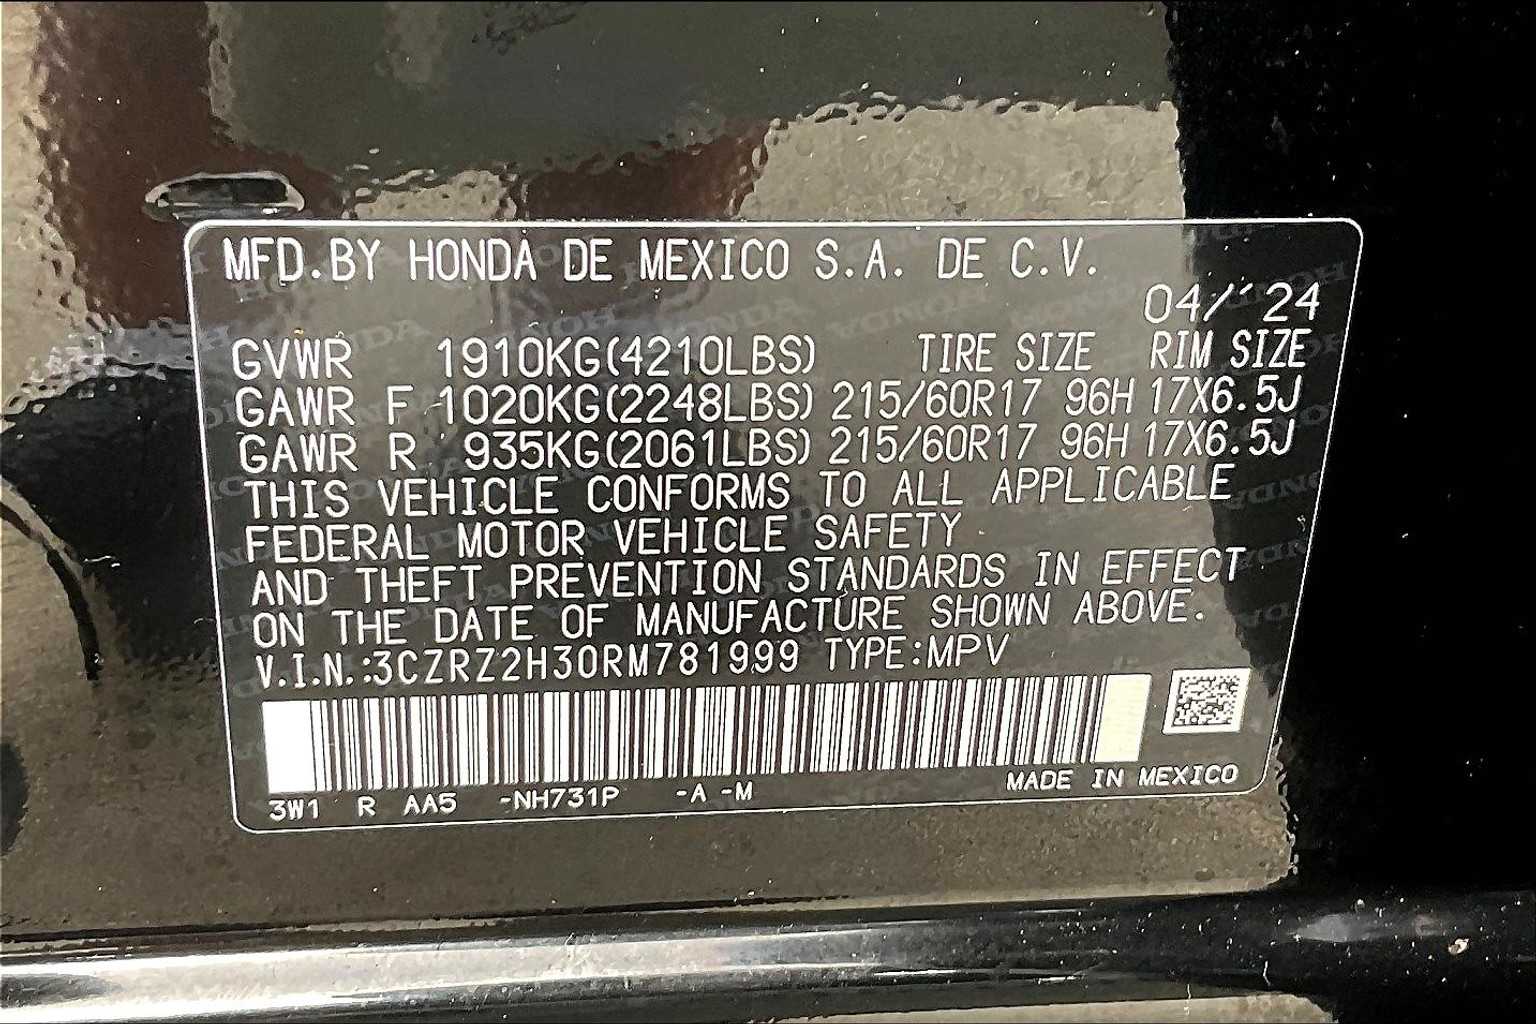 MFD.BY HONDA DE MEXICO S.A. DE C.V.
04/'24
GVWR 1910KG(4210LBS) TIRE SIZE RIM SIZE
GAWR F 1020KG(2248LBS) 215/60R17 96H 17X6.5J
GAWR R 935KG(2061LBS) 215/60R17 96H 17X6.5J
THIS VEHICLE CONFORMS TO ALL APPLICABLE
FEDERAL MOTOR VEHICLE SAFETY
AND THEFT PREVENTION STANDARDS IN EFFECT
ON THE DATE OF MANUFACTURE SHOWN ABOVE.
V.I.N.:3CZRZ2H30RM781999 TYPE:MPV
3W1 R AA5 -NH731P -A -M MADE IN MEXICO